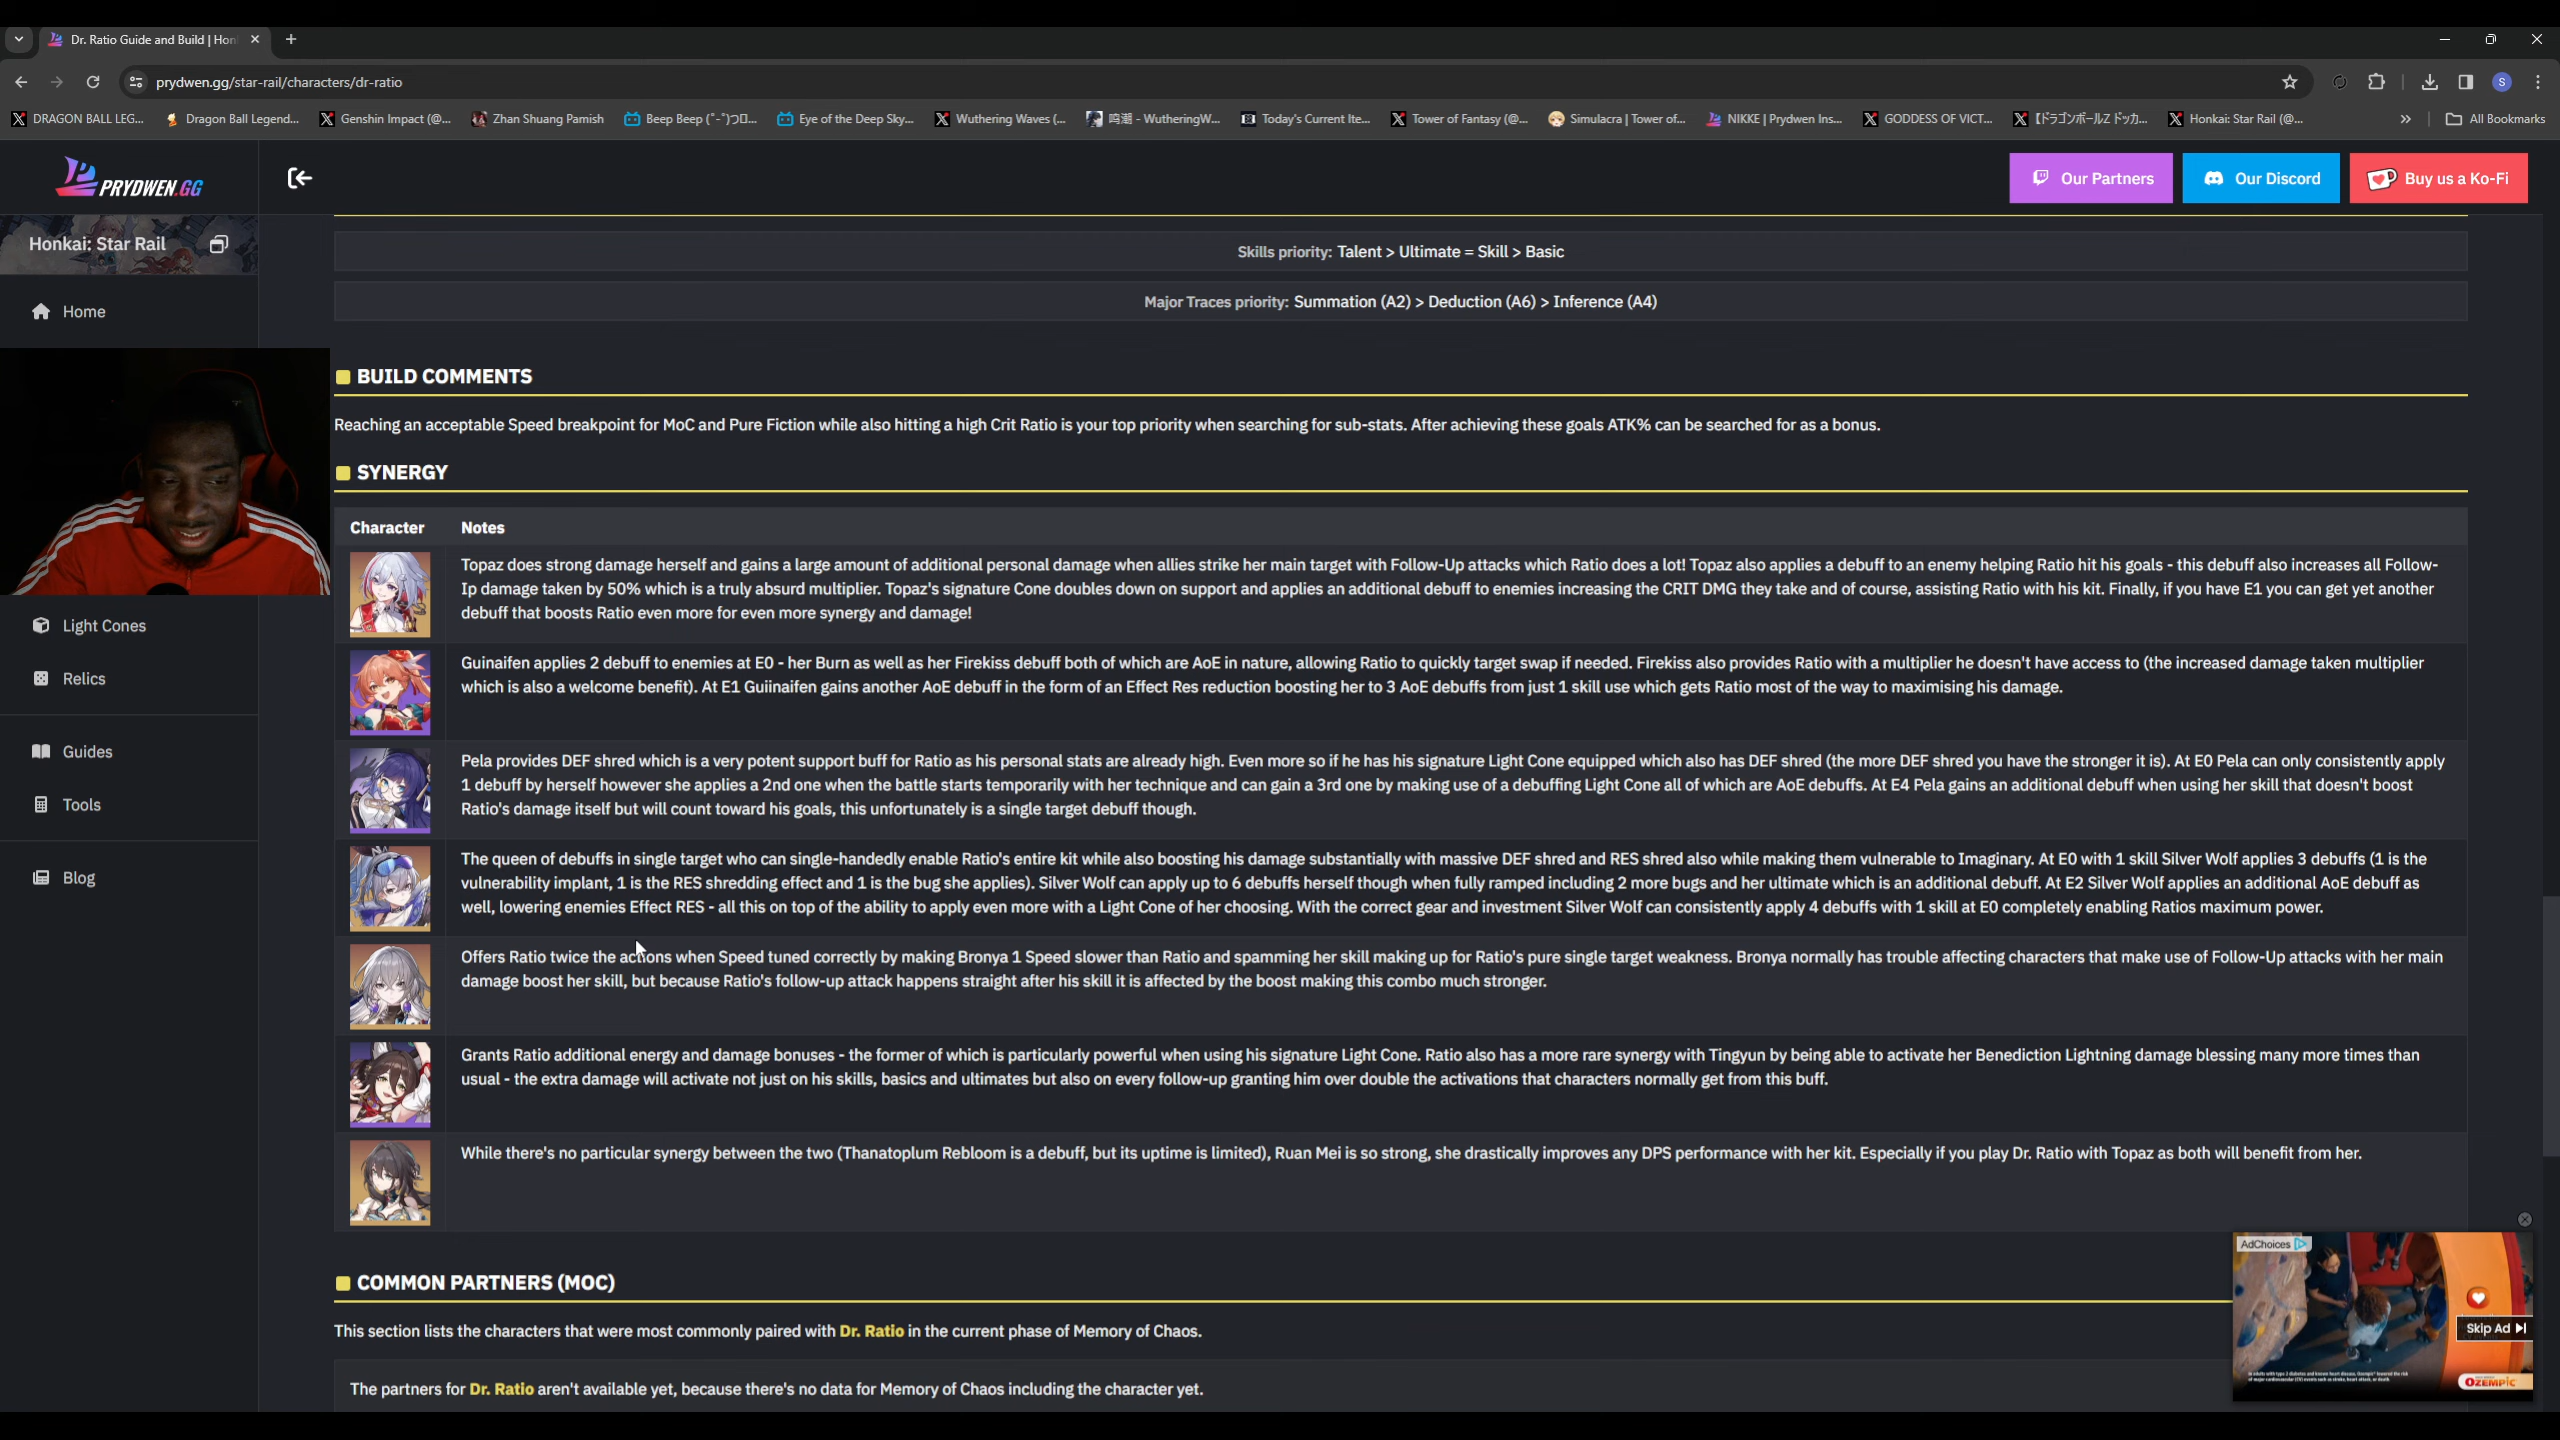 Dr. Ratio Guide and Build | Hon
prydwen.gg/star-rail/characters/dr-ratio
S
DRAGON BALL LEG...
Dragon Ball Legend...
Genshin Impact (@...
Zhan Shuang Pamish
Beep Beep (˚-˚)つロ...
Eye of the Deep Sky...
Wuthering Waves (...
鸣潮 - WutheringW...
Today's Current Ite...
Tower of Fantasy (@...
Simulacra | Tower of...
NIKKE | Prydwen Ins...
GODDESS OF VICT...
【ドラゴンボールZ ドッカ...
Honkai: Star Rail (@...
All Bookmarks
PRYDWEN.GG
Our Partners
Our Discord
Buy us a Ko-Fi
Honkai: Star Rail
Home
Light Cones
Relics
Guides
Tools
Blog
Skills priority: Talent > Ultimate = Skill > Basic
Major Traces priority: Summation (A2) > Deduction (A6) > Inference (A4)
BUILD COMMENTS
Reaching an acceptable Speed breakpoint for MoC and Pure Fiction while also hitting a high Crit Ratio is your top priority when searching for sub-stats. After achieving these goals ATK% can be searched for as a bonus.
SYNERGY
Character Notes
Topaz does strong damage herself and gains a large amount of additional personal damage when allies strike her main target with Follow-Up attacks which Ratio does a lot! Topaz also applies a debuff to an enemy helping Ratio hit his goals - this debuff also increases all Follow-
Ip damage taken by 50% which is a truly absurd multiplier. Topaz's signature Cone doubles down on support and applies an additional debuff to enemies increasing the CRIT DMG they take and of course, assisting Ratio with his kit. Finally, if you have E1 you can get yet another
debuff that boosts Ratio even more for even more synergy and damage!
Guinaifen applies 2 debuff to enemies at E0 - her Burn as well as her Firekiss debuff both of which are AoE in nature, allowing Ratio to quickly target swap if needed. Firekiss also provides Ratio with a multiplier he doesn't have access to (the increased damage taken multiplier
which is also a welcome benefit). At E1 Guiinaifen gains another AoE debuff in the form of an Effect Res reduction boosting her to 3 AoE debuffs from just 1 skill use which gets Ratio most of the way to maximising his damage.
Pela provides DEF shred which is a very potent support buff for Ratio as his personal stats are already high. Even more so if he has his signature Light Cone equipped which also has DEF shred (the more DEF shred you have the stronger it is). At E0 Pela can only consistently apply
1 debuff by herself however she applies a 2nd one when the battle starts temporarily with her technique and can gain a 3rd one by making use of a debuffing Light Cone all of which are AoE debuffs. At E4 Pela gains an additional debuff when using her skill that doesn't boost
Ratio's damage itself but will count toward his goals, this unfortunately is a single target debuff though.
The queen of debuffs in single target who can single-handedly enable Ratio's entire kit while also boosting his damage substantially with massive DEF shred and RES shred also while making them vulnerable to Imaginary. At E0 with 1 skill Silver Wolf applies 3 debuffs (1 is the
vulnerability implant, 1 is the RES shredding effect and 1 is the bug she applies). Silver Wolf can apply up to 6 debuffs herself though when fully ramped including 2 more bugs and her ultimate which is an additional debuff. At E2 Silver Wolf applies an additional AoE debuff as
well, lowering enemies Effect RES - all this on top of the ability to apply even more with a Light Cone of her choosing. With the correct gear and investment Silver Wolf can consistently apply 4 debuffs with 1 skill at E0 completely enabling Ratios maximum power.
Offers Ratio twice the actions when Speed tuned correctly by making Bronya 1 Speed slower than Ratio and spamming her skill making up for Ratio's pure single target weakness. Bronya normally has trouble affecting characters that make use of Follow-Up attacks with her main
damage boost her skill, but because Ratio's follow-up attack happens straight after his skill it is affected by the boost making this combo much stronger.
Grants Ratio additional energy and damage bonuses - the former of which is particularly powerful when using his signature Light Cone. Ratio also has a more rare synergy with Tingyun by being able to activate her Benediction Lightning damage blessing many more times than
usual - the extra damage will activate not just on his skills, basics and ultimates but also on every follow-up granting him over double the activations that characters normally get from this buff.
While there's no particular synergy between the two (Thanatoplum Rebloom is a debuff, but its uptime is limited), Ruan Mei is so strong, she drastically improves any DPS performance with her kit. Especially if you play Dr. Ratio with Topaz as both will benefit from her.
COMMON PARTNERS (MOC)
This section lists the characters that were most commonly paired with Dr. Ratio in the current phase of Memory of Chaos.
The partners for Dr. Ratio aren't available yet, because there's no data for Memory of Chaos including the character yet.
AdChoices
Skip Ad
OZEMPIC